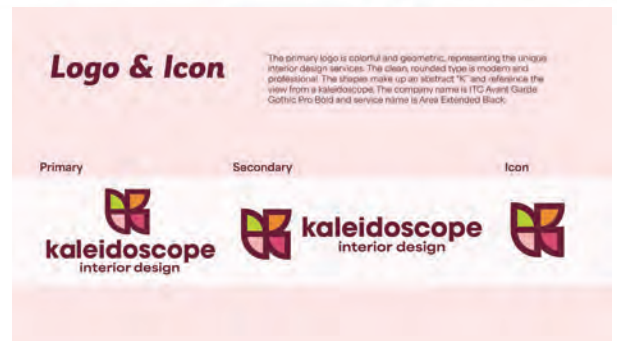 Logo & Icon
The primary logo is colorful and geometric, representing the unique
interior design services. The clean, rounded type is modern and
professional. The shapes make up an abstract "K" and reference the
view from a kaleidoscope. The company name is ITC Avant Garde
Gothic Pro Bold and service name is Area Extended Black.
Primary
Secondary
Icon
kaleidoscope
interior design
kaleidoscope
interior design